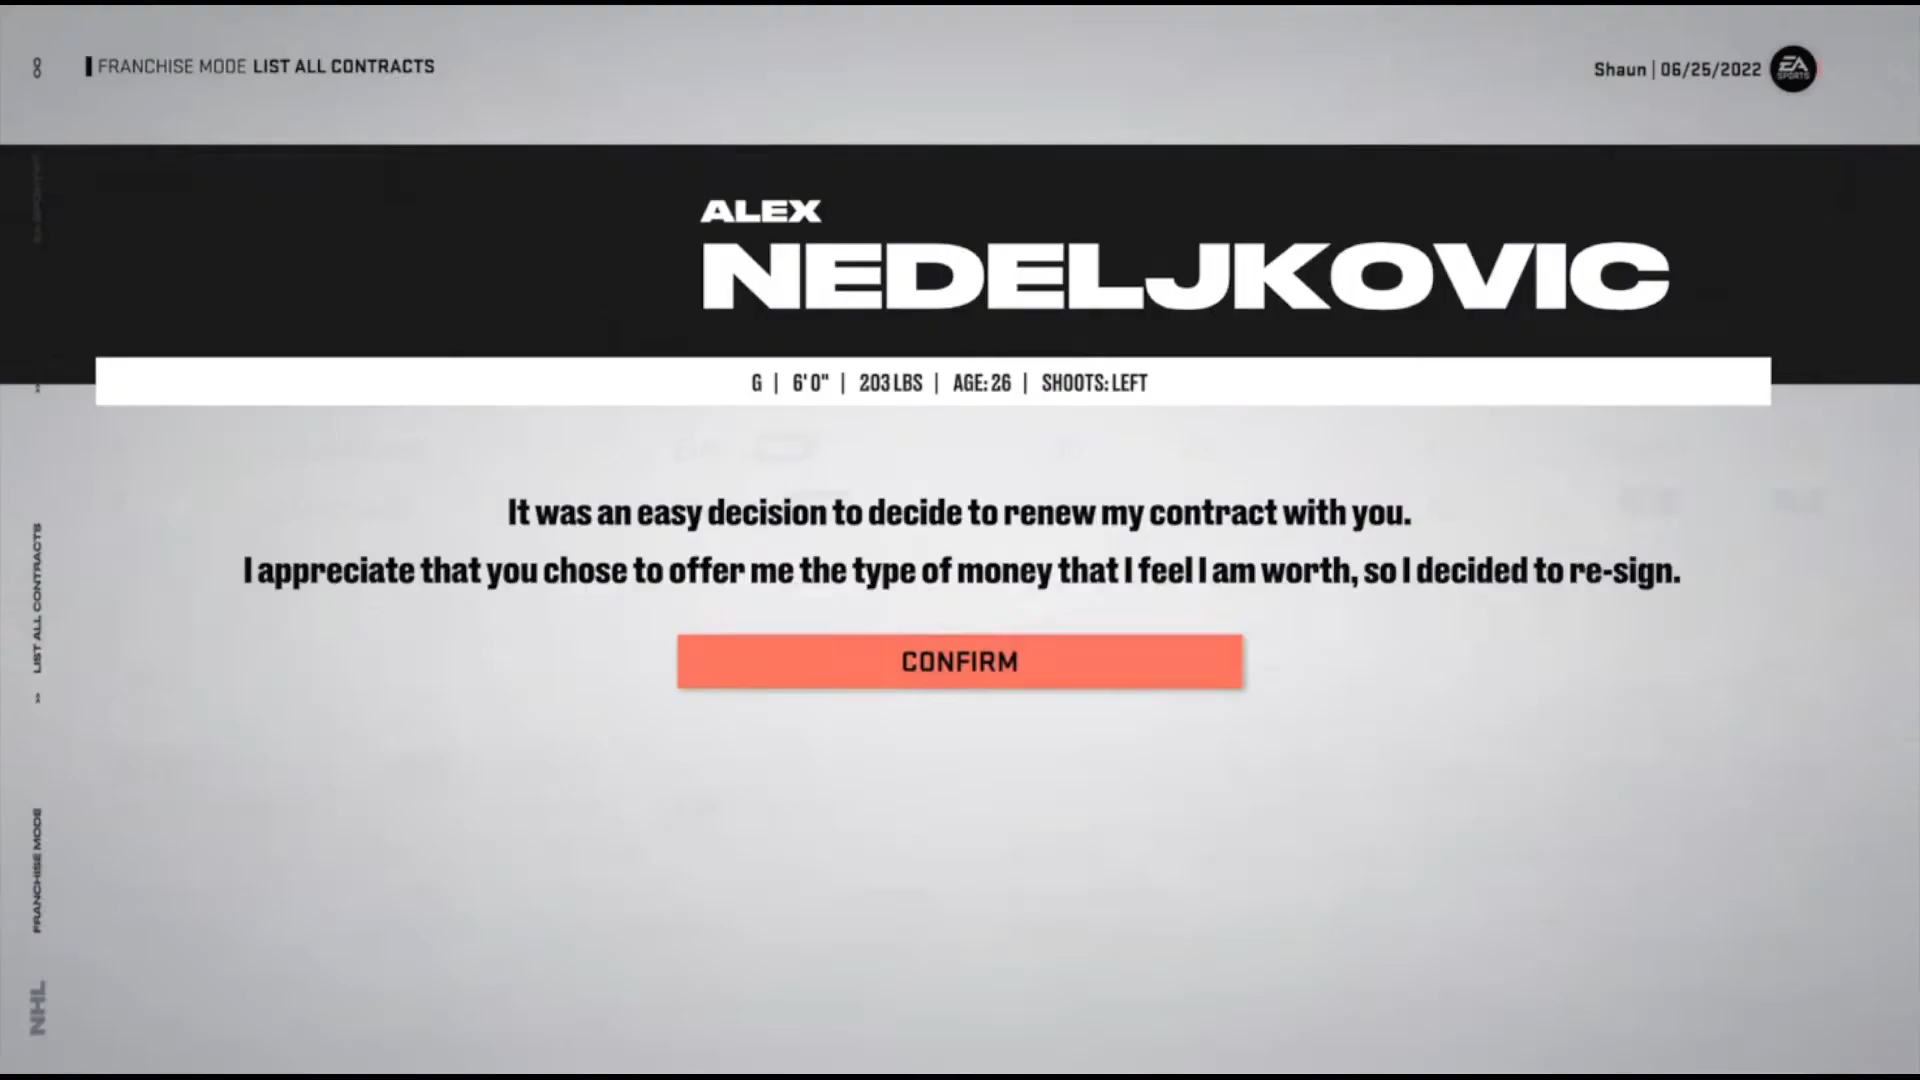 FRANCHISE MODE LIST ALL CONTRACTS
Shaun | 06/25/2022
EA SPORTS
ALEX
NEDELJKOVIC
G | 6' 0" | 203 LBS | AGE: 26 | SHOOTS: LEFT
It was an easy decision to decide to renew my contract with you.
I appreciate that you chose to offer me the type of money that I feel I am worth, so I decided to re-sign.
CONFIRM
NHL FRANCHISE MODE >> LIST ALL CONTRACTS >>